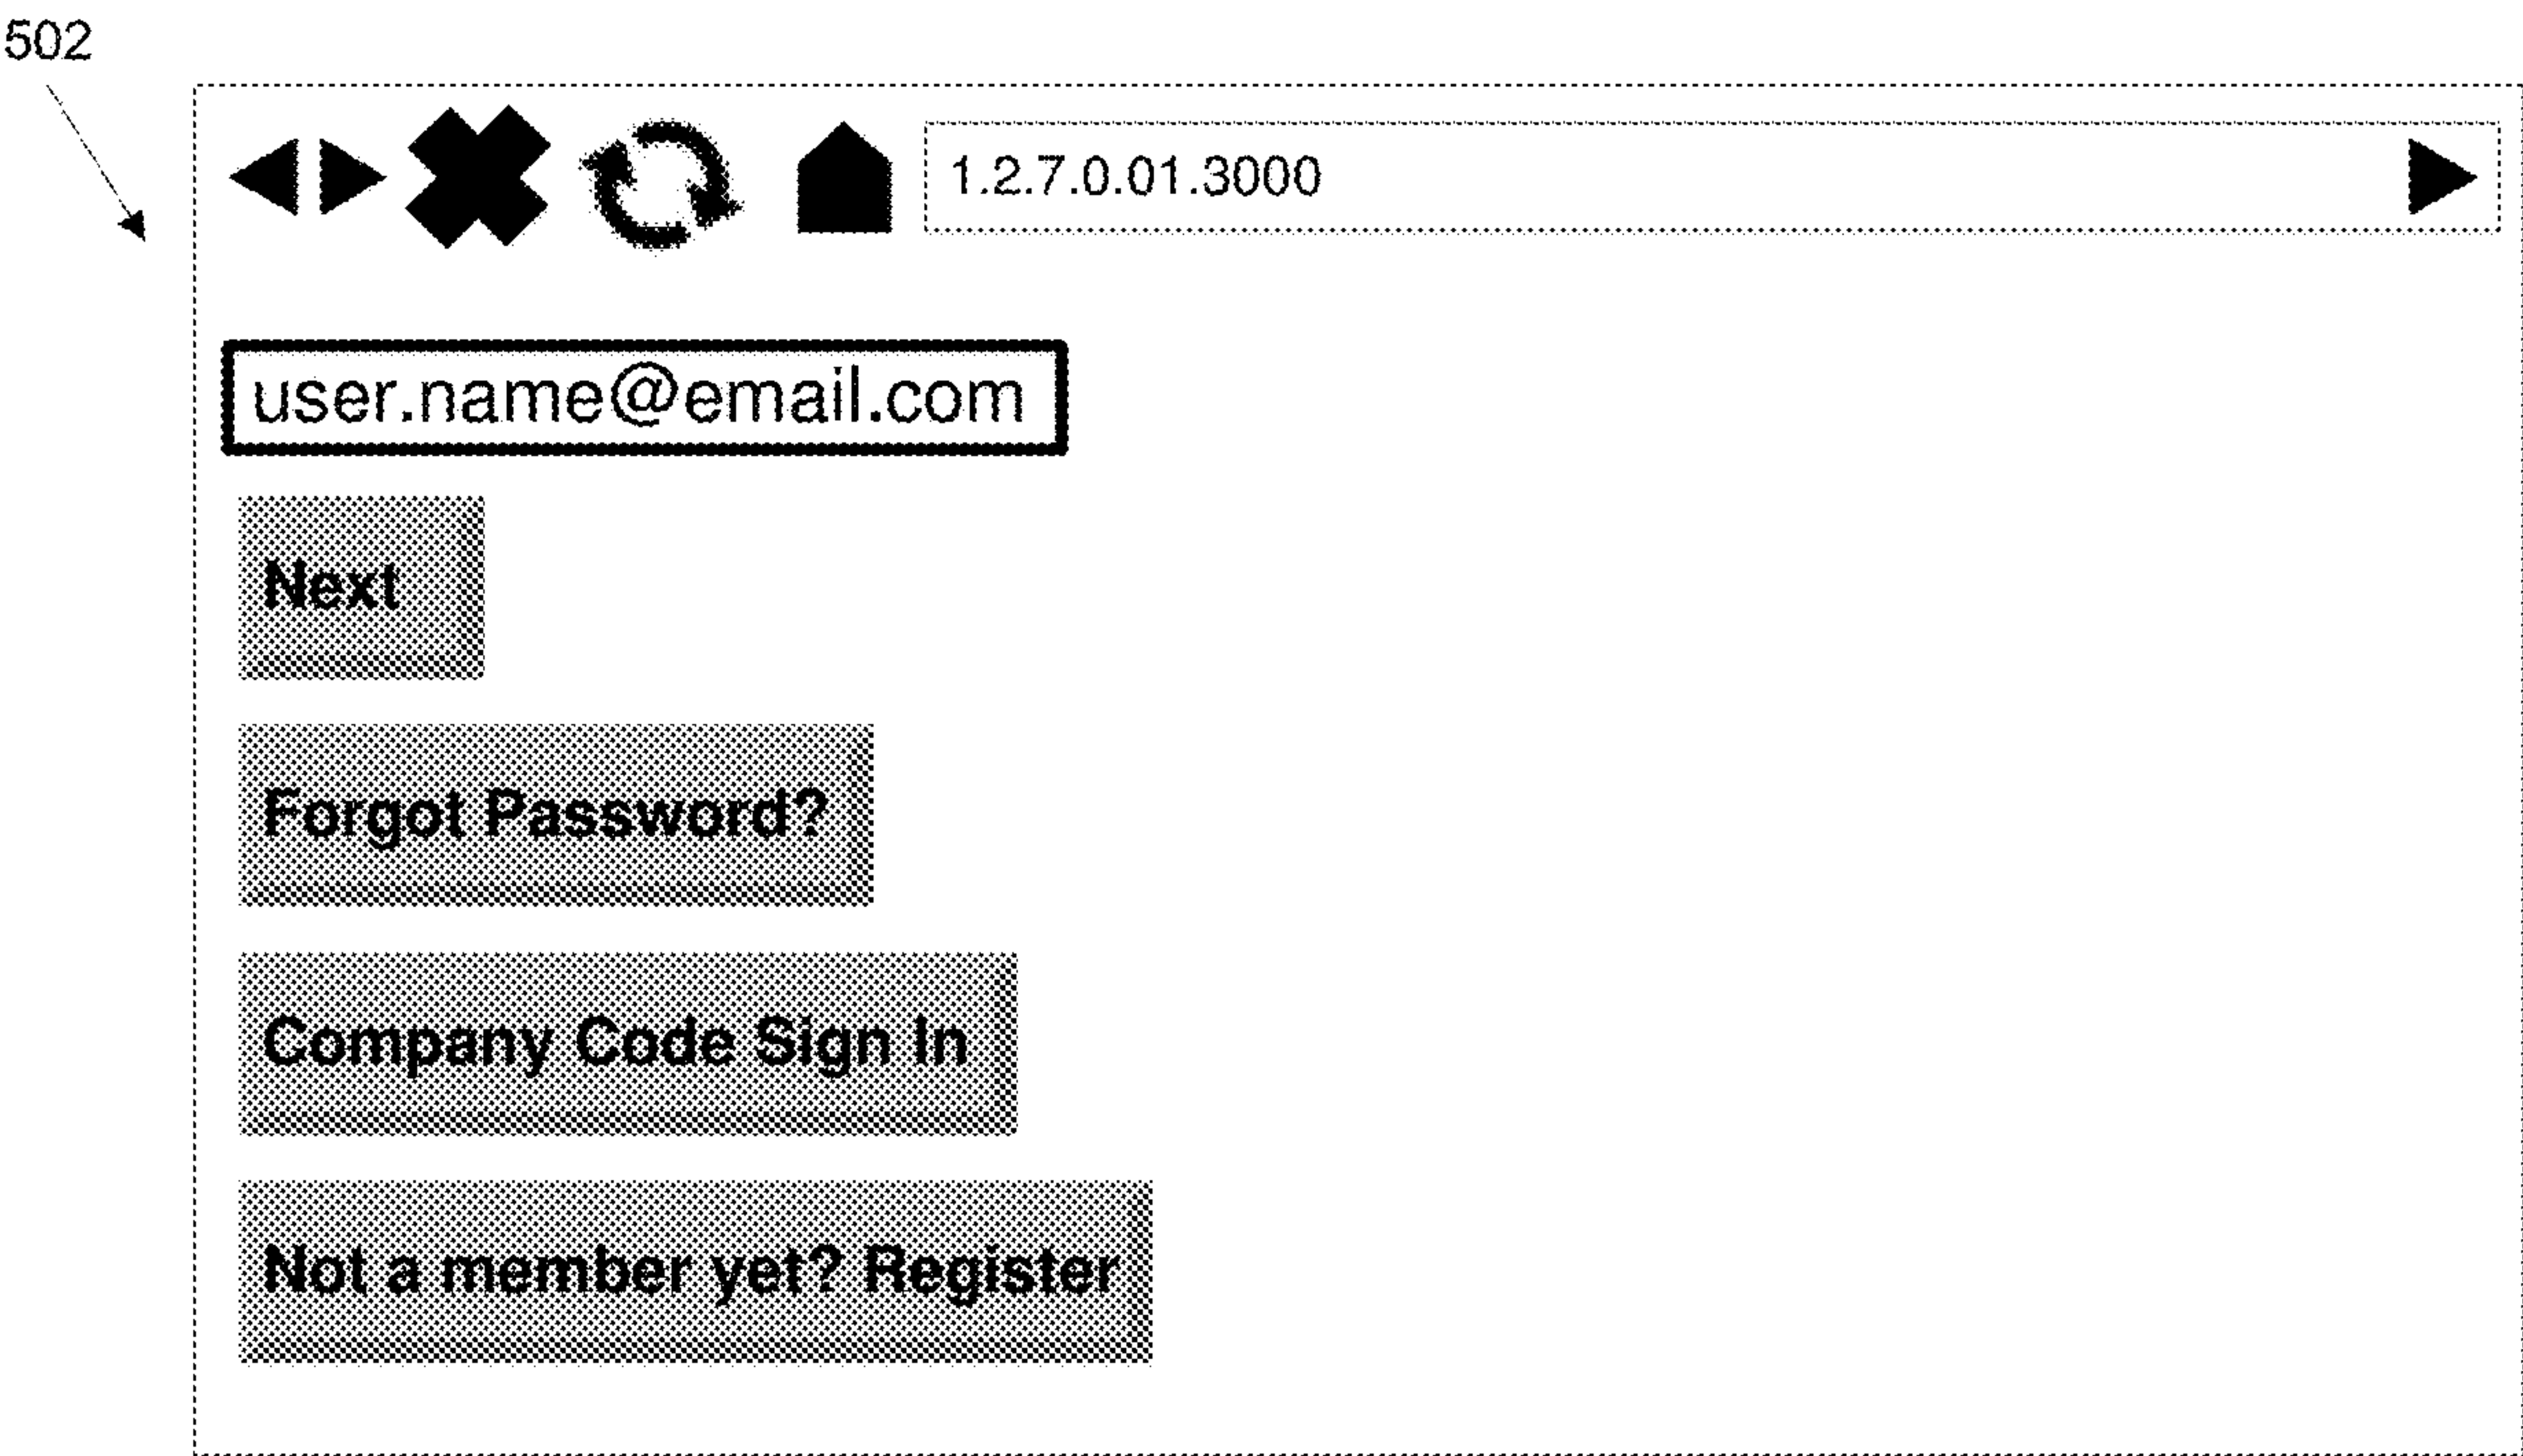 502
1.2.7.0.01.3000
user.name@email.com
Next
Forgot Password?
Company Code Sign In
Not a member yet? Register